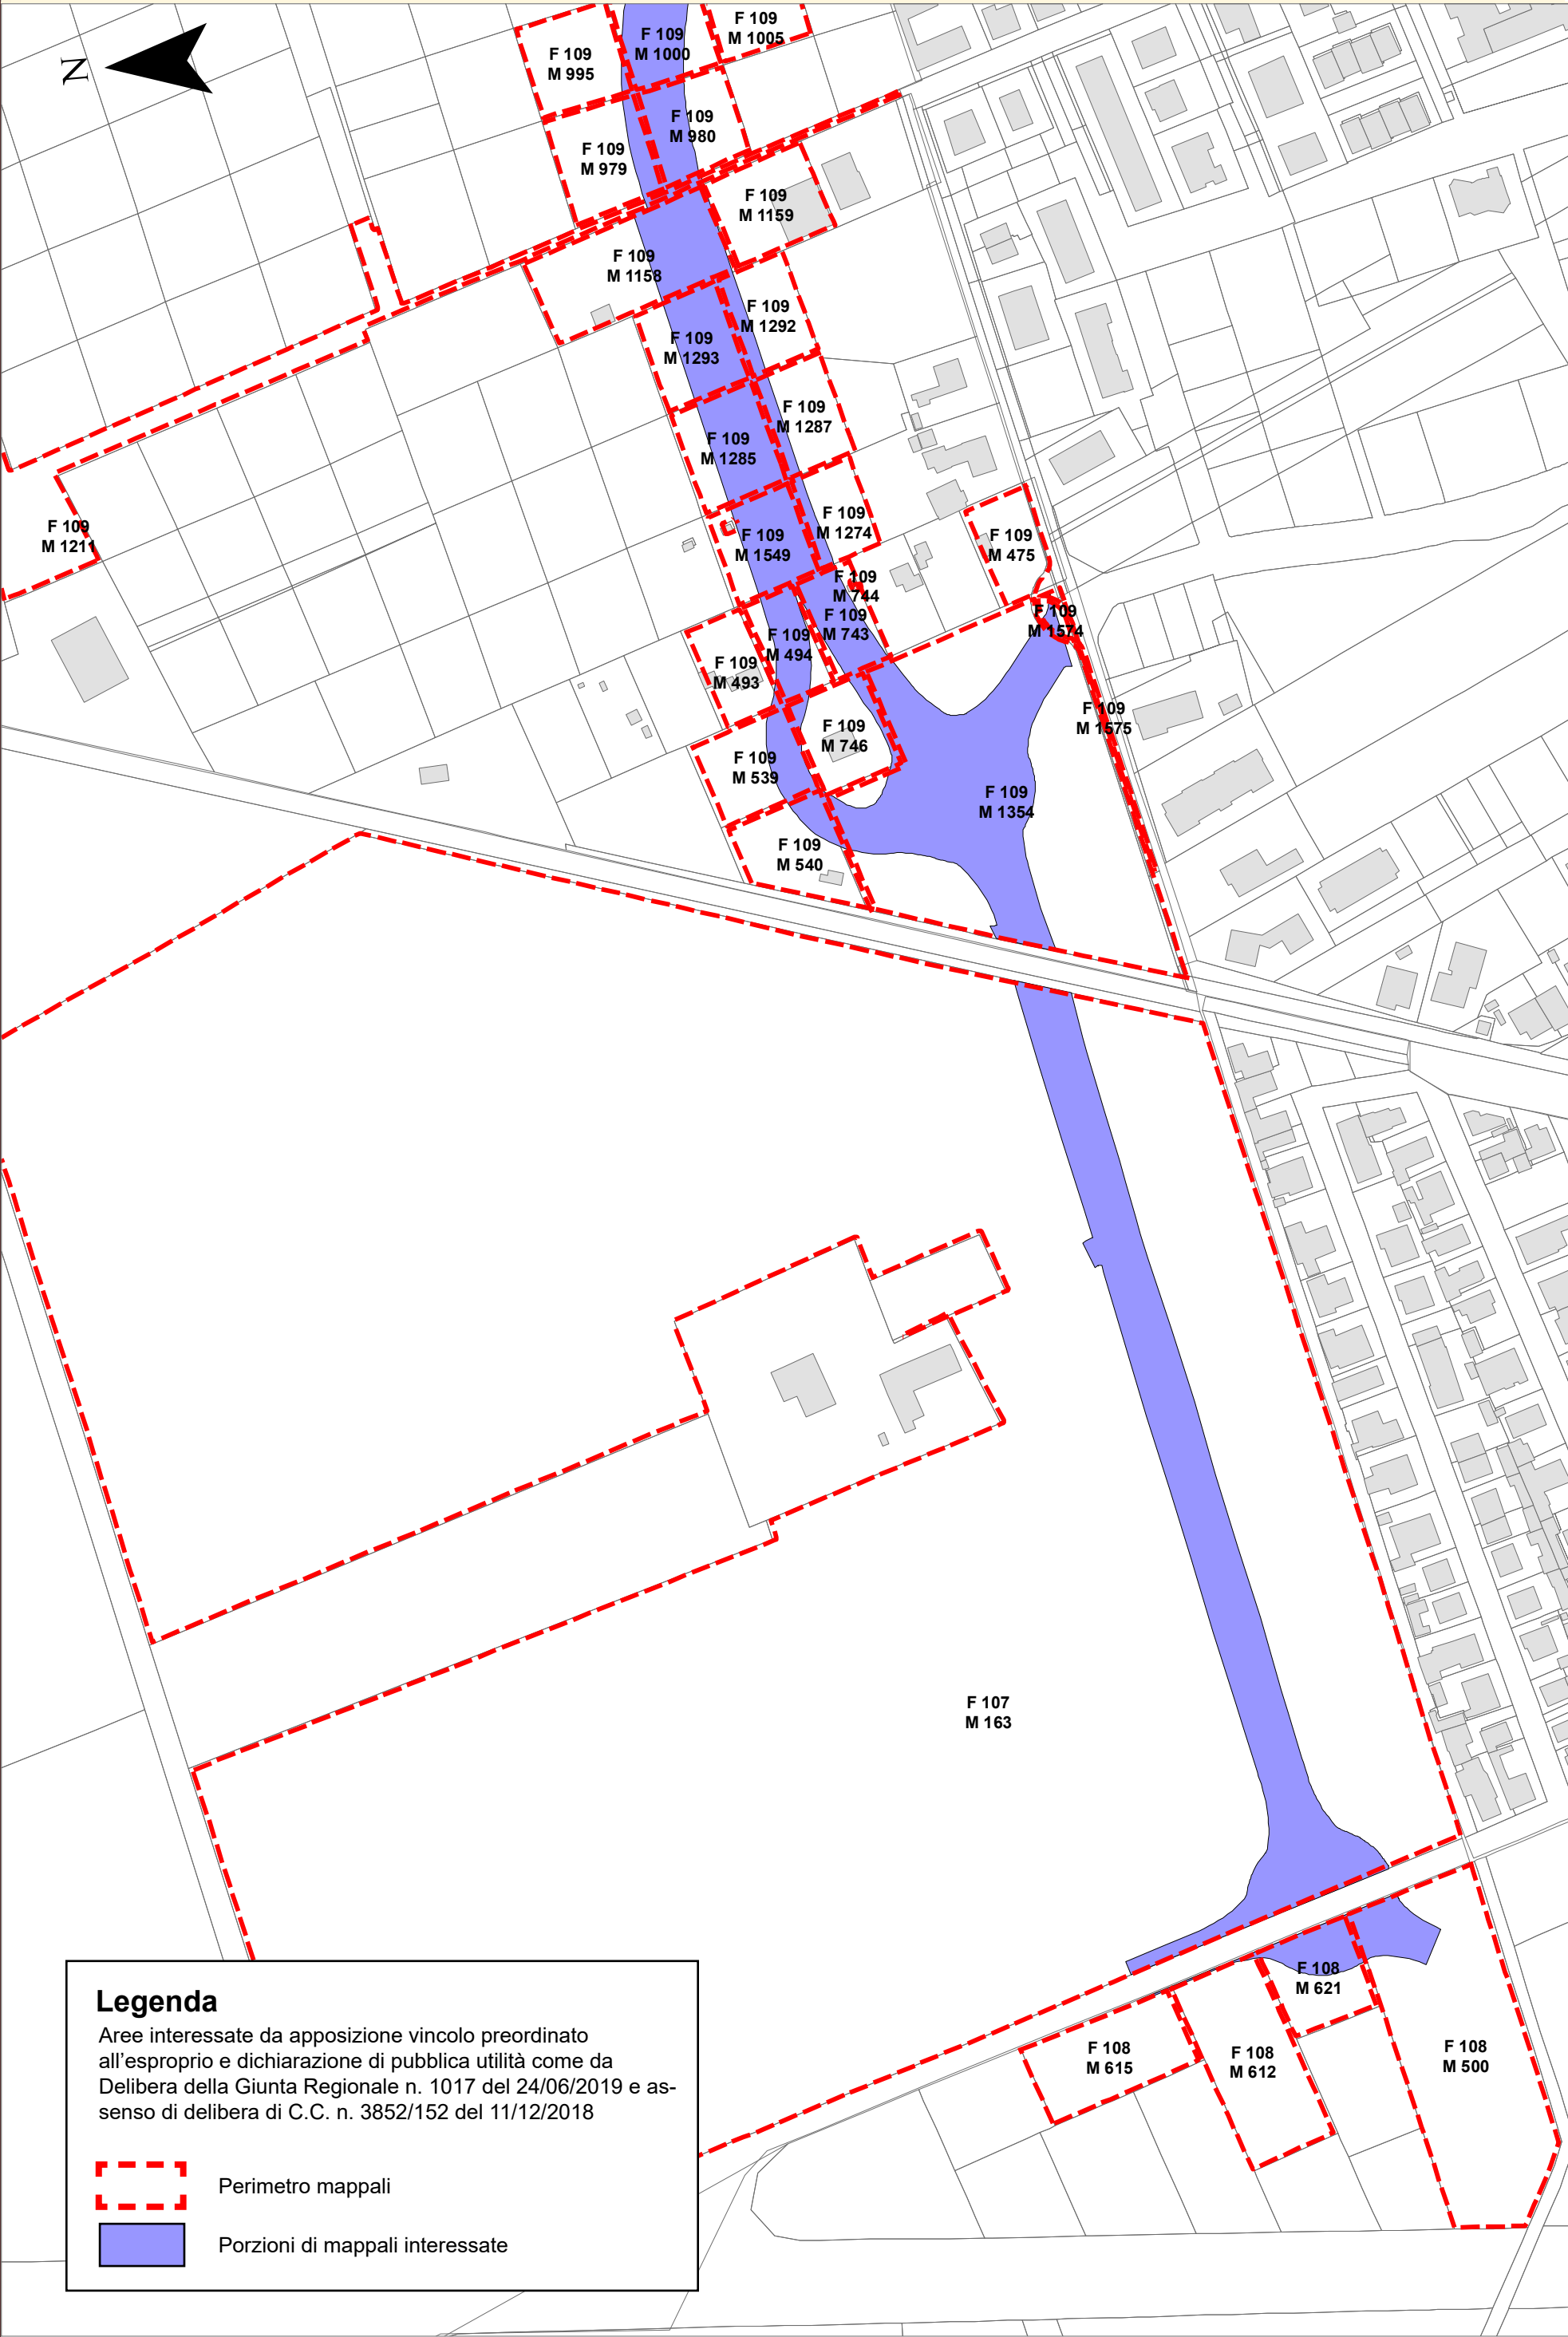 F 109
M 1005
F 109
M 1000
F 109
M 995
N
F 109
M 980
F 109
M 979
F 109
M 1159
F 109
M 1158
F 109
M 1292
F 109
M 1293
F 109
M 1287
F 109
M 1285
F 109
M 1274
F 109
M 1211
F 109
M 1549
F 109
M 475
F 109
M 744
F 109
M 743
F 109
M 1574
F 109
M 494
F 109
M 493
F 109
M 1575
F 109
M 746
F 109
M 539
F 109
M 1354
F 109
M 540
F 107
M 163
F 108
M 621
F 108
M 615
F 108
M 612
F 108
M 500
Legenda
Aree interessate da apposizione vincolo preordinato
all'esproprio e dichiarazione di pubblica utilità come da
Delibera della Giunta Regionale n. 1017 del 24/06/2019 e as-
senso di delibera di C.C. n. 3852/152 del 11/12/2018
Perimetro mappali
Porzioni di mappali interessate